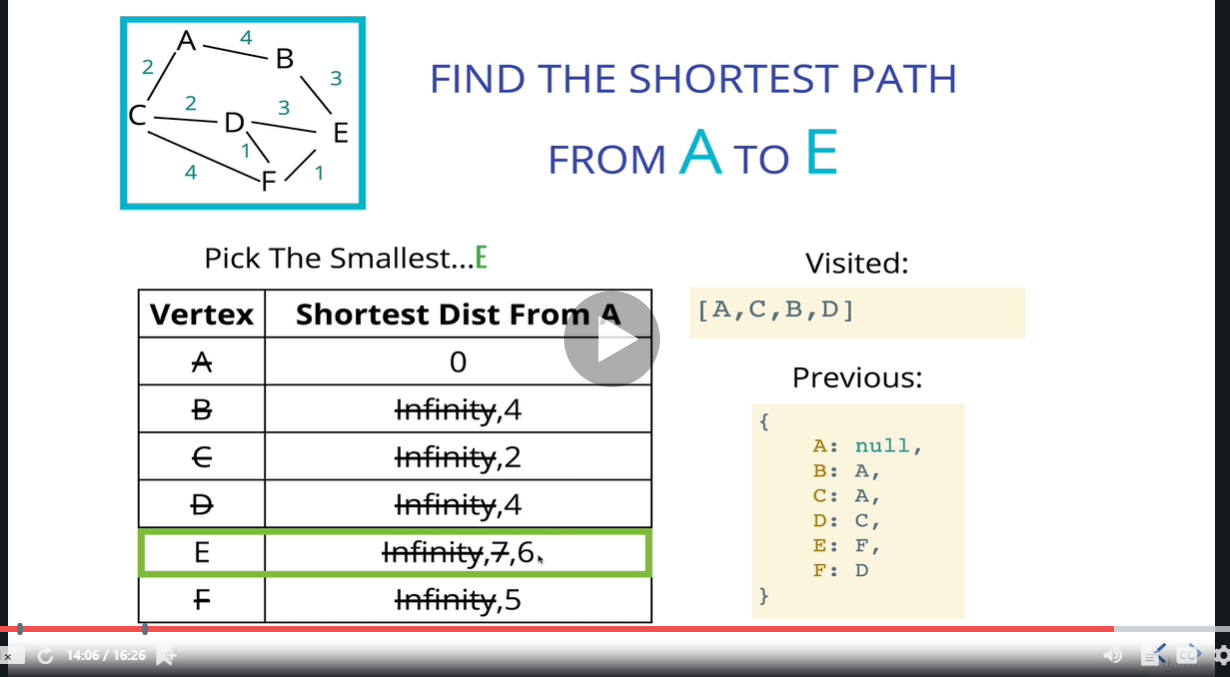 A 4 B
2 3
C 2 D 3 E
1
4 F 1
FIND THE SHORTEST PATH
FROM A TO E
Pick The Smallest...E
Vertex Shortest Dist From A
A 0
B Infinity,4
C Infinity,2
D Infinity,4
E Infinity,7,6
F Infinity,5
Visited:
[A,C,B,D]
Previous:
{
A: null,
B: A,
C: A,
D: C,
E: F,
F: D
}
14:06 / 16:26
CC